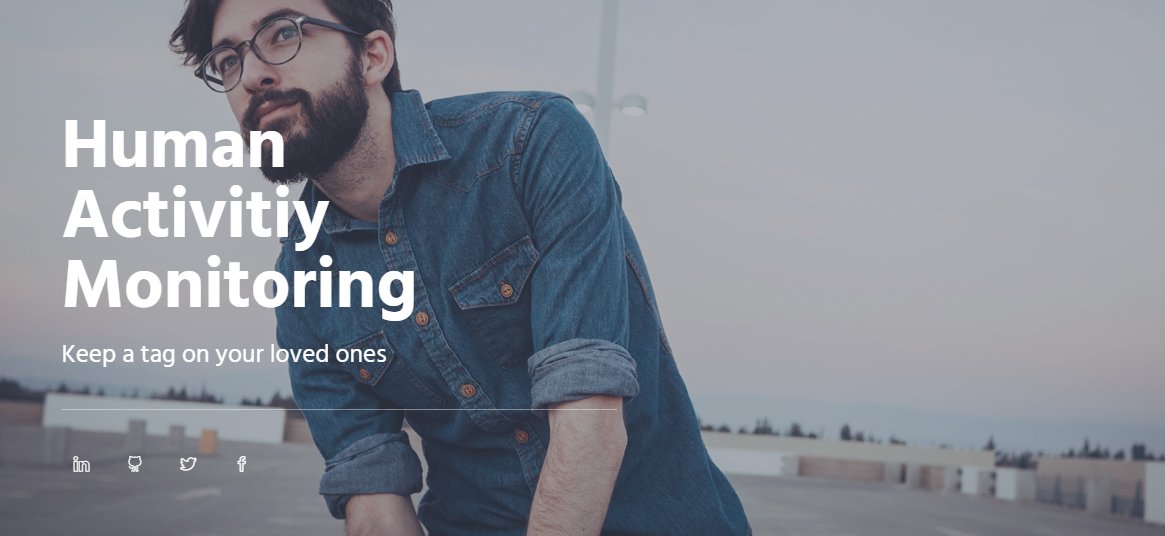 Human
Activitiy
Monitoring
Keep a tag on your loved ones